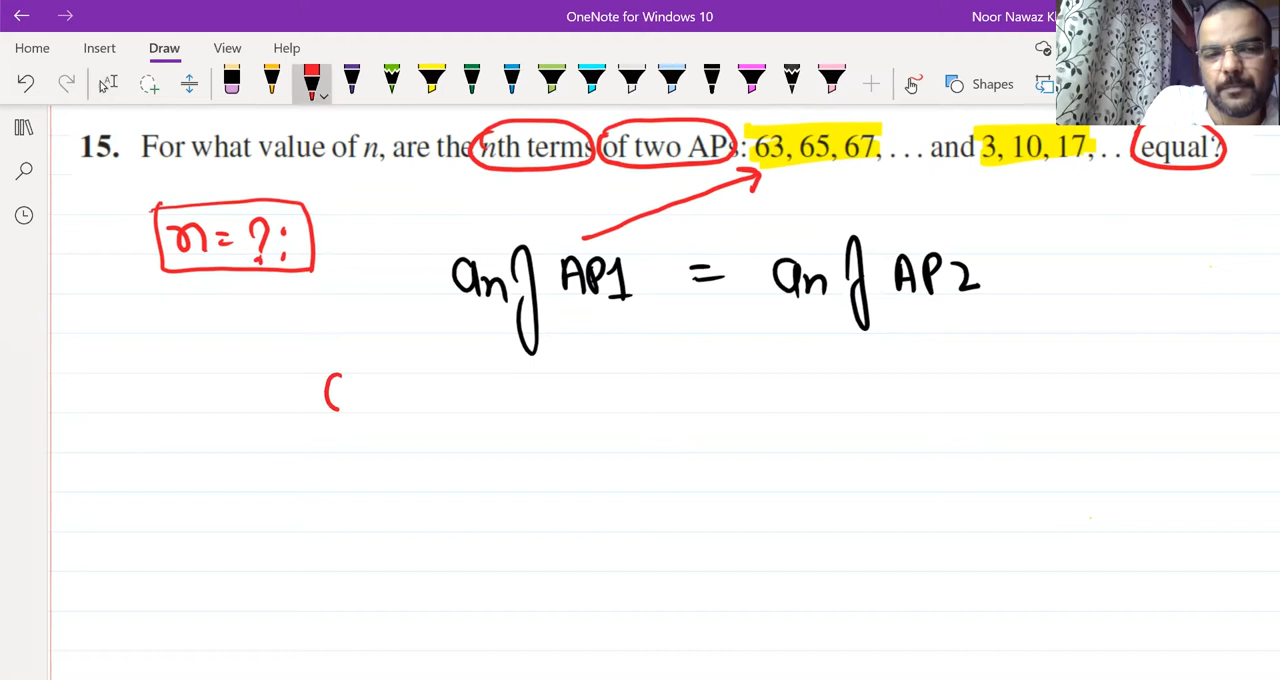 OneNote for Windows 10
Noor Nawaz K
Home Insert Draw View Help
Shapes
15. For what value of n, are the nth terms of two APs: 63, 65, 67, . . . and 3, 10, 17, . . equal?
n = ? :
an of AP1 = an of AP2
(